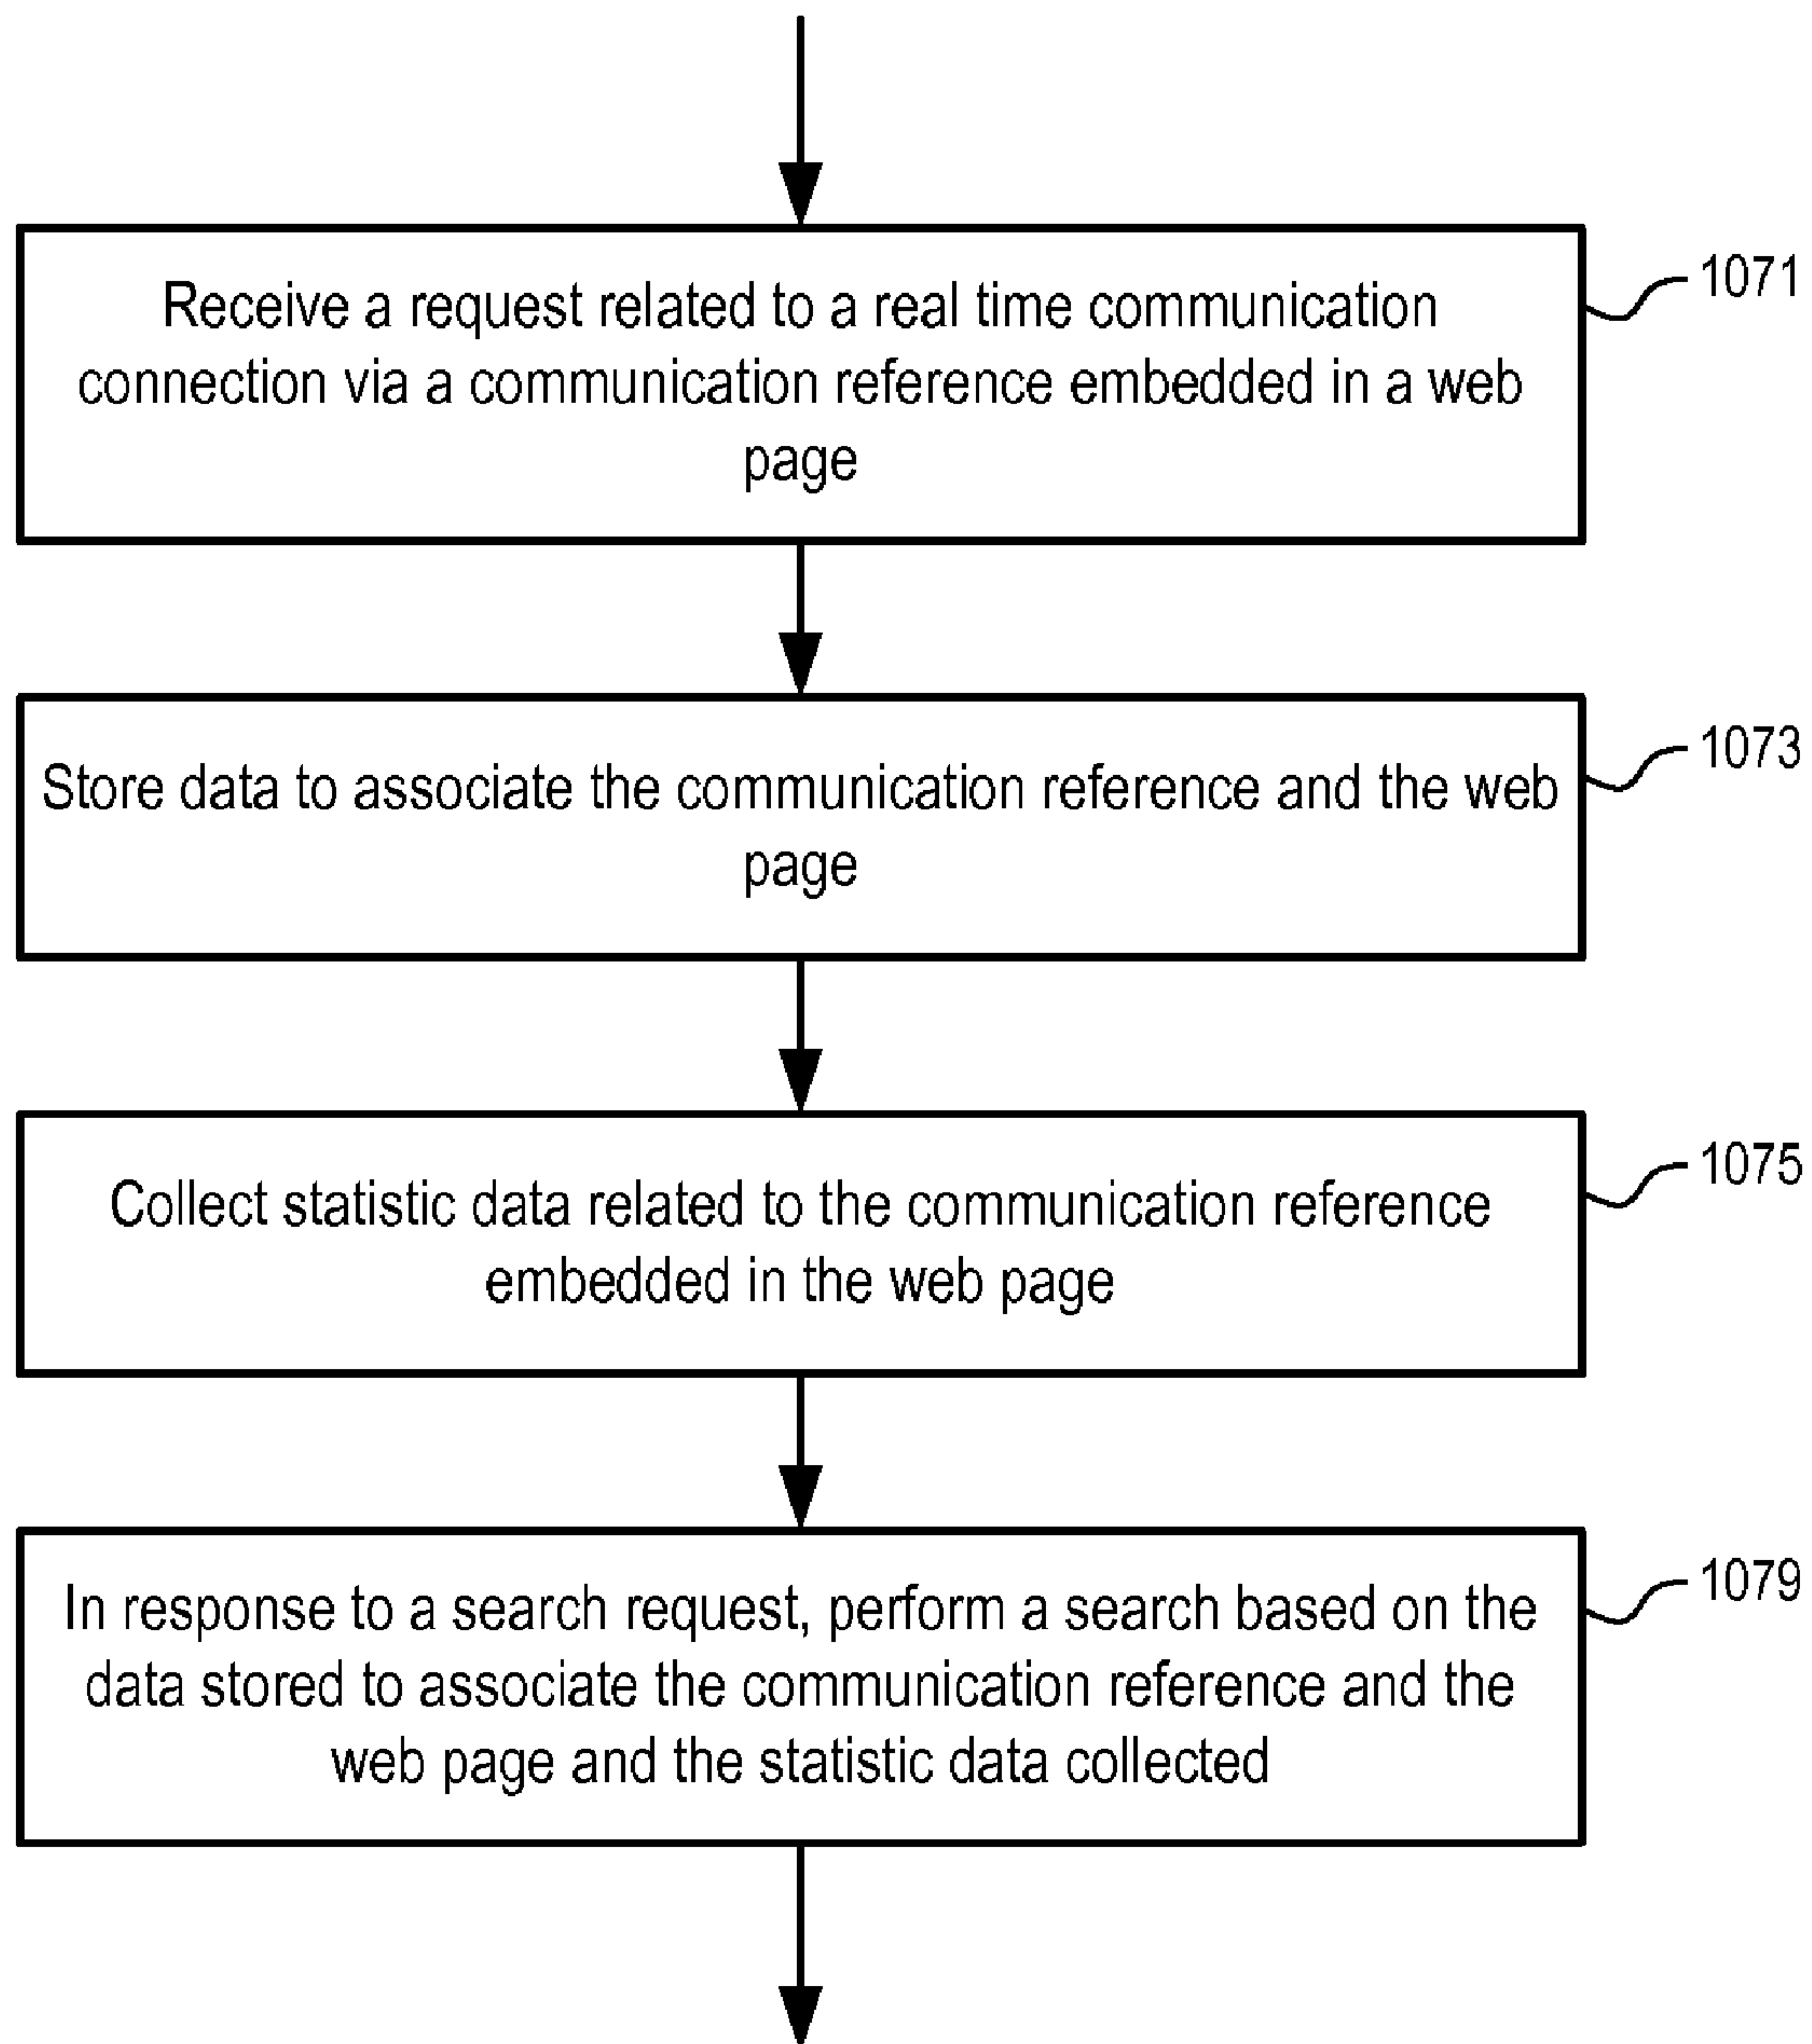 Receive a request related to a real time communication
connection via a communication reference embedded in a web
page
1071
Store data to associate the communication reference and the web
page
1073
Collect statistic data related to the communication reference
embedded in the web page
1075
In response to a search request, perform a search based on the
data stored to associate the communication reference and the
web page and the statistic data collected
1079